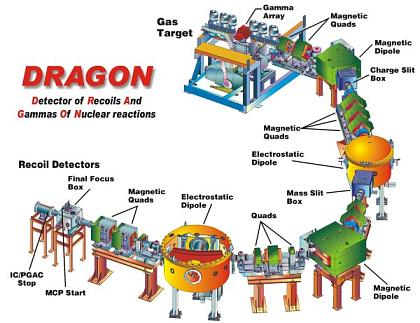 Gas
Target
Gamma
Array
Magnetic
Quads
Magnetic
Dipole
Charge Slit
Box
DRAGON
Detector of Recoils And
Gammas Of Nuclear reactions
Magnetic
Quads
Electrostatic
Dipole
Mass Slit
Box
Recoil Detectors
Final Focus
Box
Magnetic
Quads
Electrostatic
Dipole
Quads
IC/PGAC
Stop
MCP Start
Magnetic
Dipole